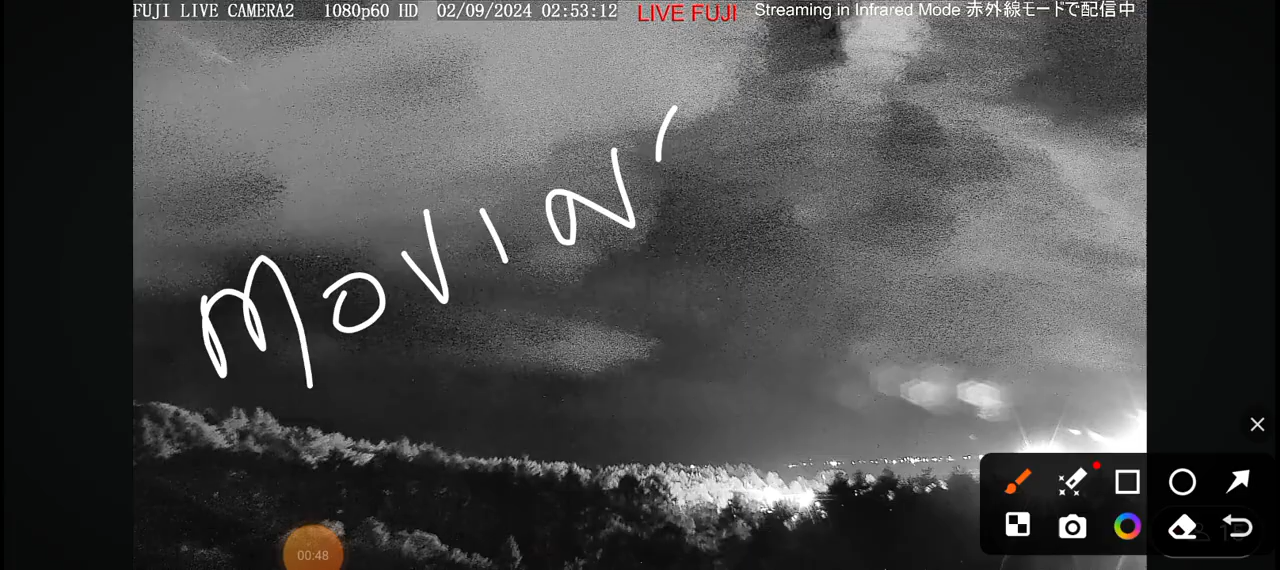 FUJI LIVE CAMERA2 1080p60 HD 02/09/2024 02:53:12 LIVE FUJI Streaming in Infrared Mode 赤外線モードで配信中
MOVIN
00:48